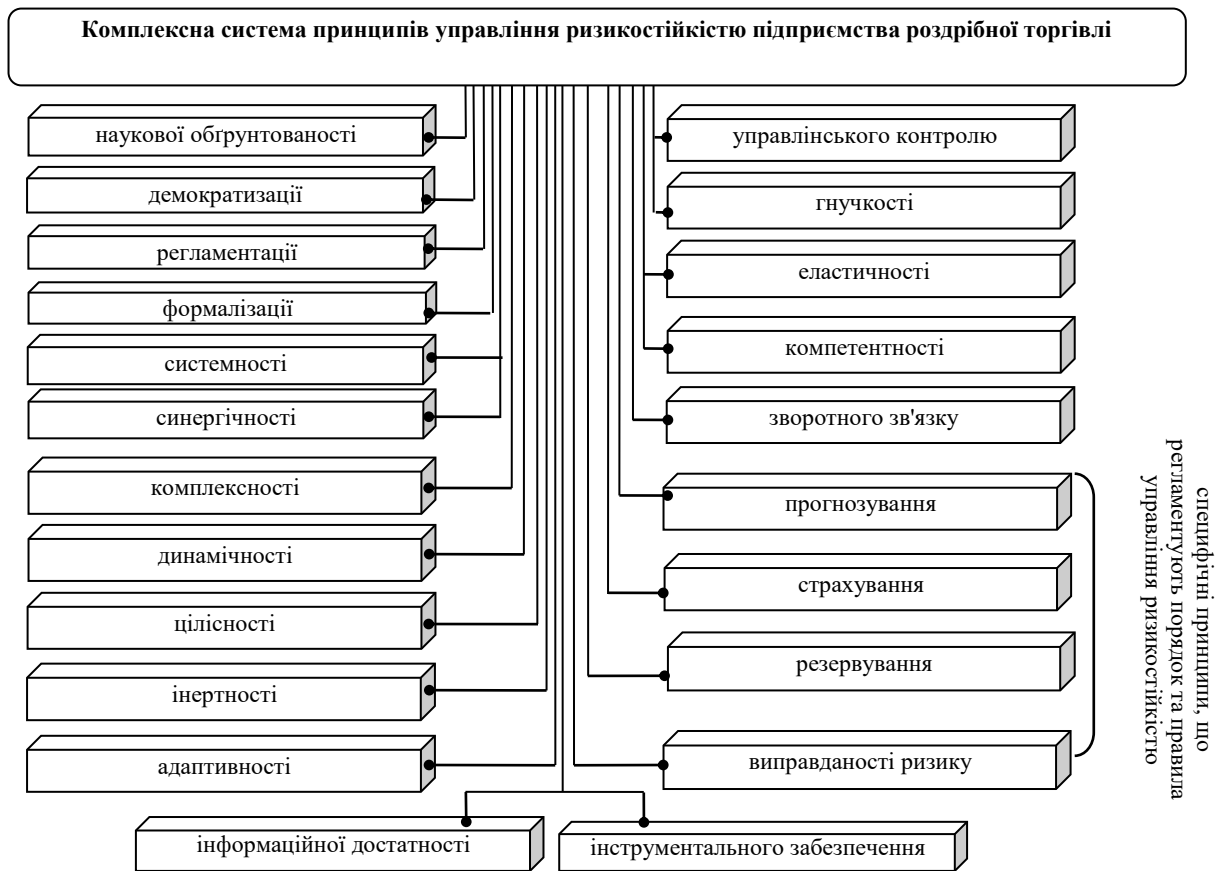 Комплексна система принципів управління ризикостійкістю підприємства роздрібної торгівлі
наукової обґрунтованості
демократизації
регламентації
формалізації
системності
синергічності
комплексності
динамічності
цілісності
інертності
адаптивності
управлінського контролю
гнучкості
еластичності
компетентності
зворотного зв'язку
прогнозування
страхування
резервування
виправданості ризику
специфічні принципи, що
регламентують порядок та правила
управління ризикостійкістю
інформаційної достатності
інструментального забезпечення